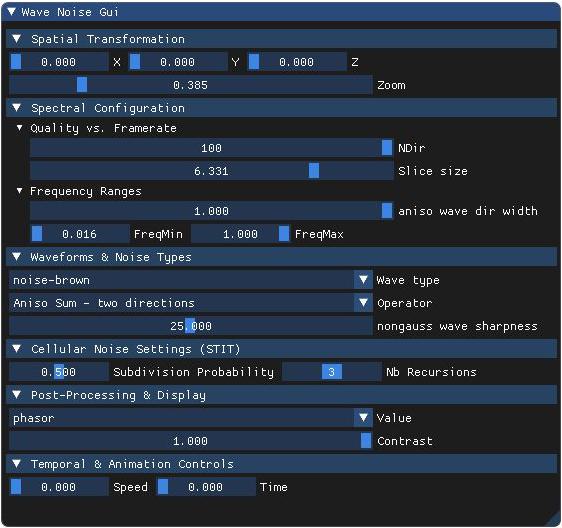 Wave Noise Gui
Spatial Transformation
0.000 X 0.000 Y 0.000 Z
0.385 Zoom
Spectral Configuration
Quality vs. Framerate
100 NDir
6.331 Slice size
Frequency Ranges
1.000 aniso wave dir width
0.016 FreqMin 1.000 FreqMax
Waveforms & Noise Types
noise-brown Wave type
Aniso Sum - two directions Operator
25.000 nongauss wave sharpness
Cellular Noise Settings (STIT)
0.500 Subdivision Probability 3 Nb Recursions
Post-Processing & Display
phasor Value
1.000 Contrast
Temporal & Animation Controls
0.000 Speed 0.000 Time